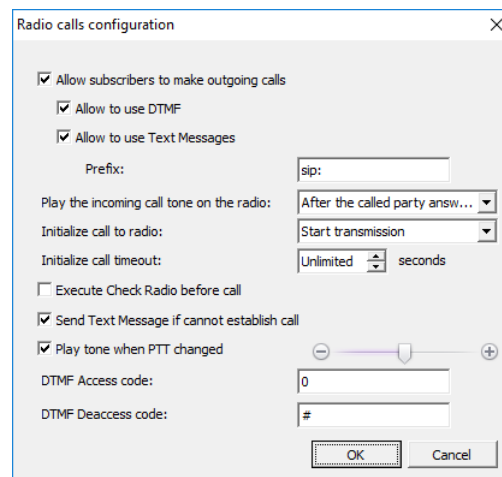 Radio calls configuration
Allow subscribers to make outgoing calls
Allow to use DTMF
Allow to use Text Messages
Prefix: sip:
Play the incoming call tone on the radio: After the called party answ...
Initialize call to radio: Start transmission
Initialize call timeout: Unlimited seconds
Execute Check Radio before call
Send Text Message if cannot establish call
Play tone when PTT changed
DTMF Access code: 0
DTMF Deaccess code: #
OK Cancel